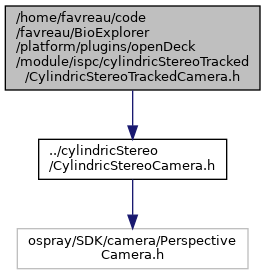 /home/favreau/code
/favreau/BioExplorer
/platform/plugins/openDeck
/module/ispc/cylindricStereoTracked
/CylindricStereoTrackedCamera.h
../cylindricStereo
/CylindricStereoCamera.h
ospray/SDK/camera/Perspective
Camera.h